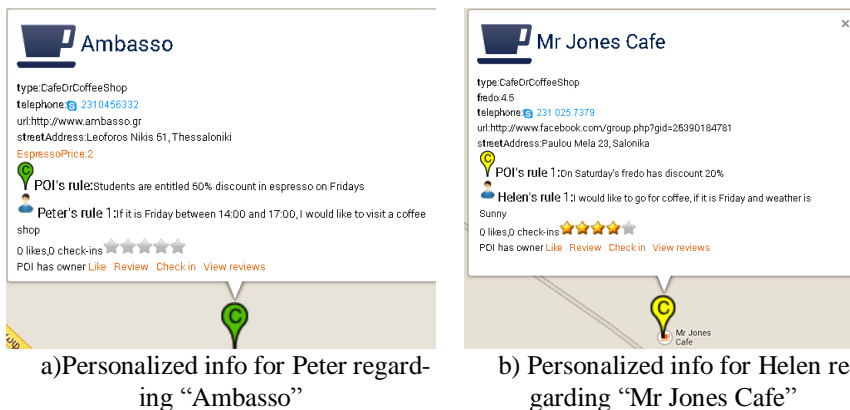 Ambasso
type:CafeOrCoffeeShop
telephone: 2310456332
url:http://www.ambasso.gr
streetAddress:Leoforos Nikis 51, Thessaloniki
EspressoPrice:2
C POI's rule:Students are entitled 50% discount in espresso on Fridays
Peter's rule 1:If it is Friday between 14:00 and 17:00, I would like to visit a coffee
shop
0 likes,0 check-ins
POI has owner Like Review Check in View reviews
C
a)Personalized info for Peter regard-
ing “Ambasso”
×
Mr Jones Cafe
type:CafeOrCoffeeShop
fredo:4.5
telephone: 231 025 7379
url:http://www.facebook.com/group.php?gid=25390184781
streetAddress:Paulou Mela 23, Salonika
C POI's rule 1:On Saturday's fredo has discount 20%
Helen's rule 1:I would like to go for coffee, if it is Friday and weather is
Sunny
0 likes,0 check-ins
POI has owner Like Review Check in View reviews
C
Mr Jones
Cafe
b) Personalized info for Helen re
garding “Mr Jones Cafe”